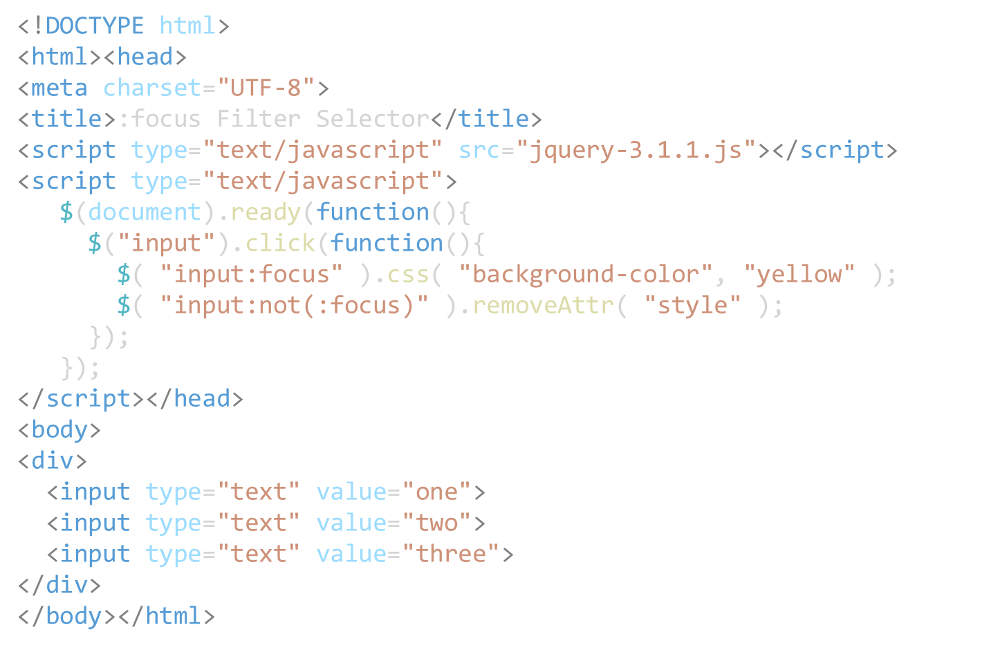 <!DOCTYPE html>
<html><head>
<meta charset="UTF-8">
<title>:focus Filter Selector</title>
<script type="text/javascript" src="jquery-3.1.1.js"></script>
<script type="text/javascript">
   $(document).ready(function(){
     $("input").click(function(){
       $( "input:focus" ).css( "background-color", "yellow" );
       $( "input:not(:focus)" ).removeAttr( "style" );
     });
   });
</script></head>
<body>
<div>
  <input type="text" value="one">
  <input type="text" value="two">
  <input type="text" value="three">
</div>
</body></html>